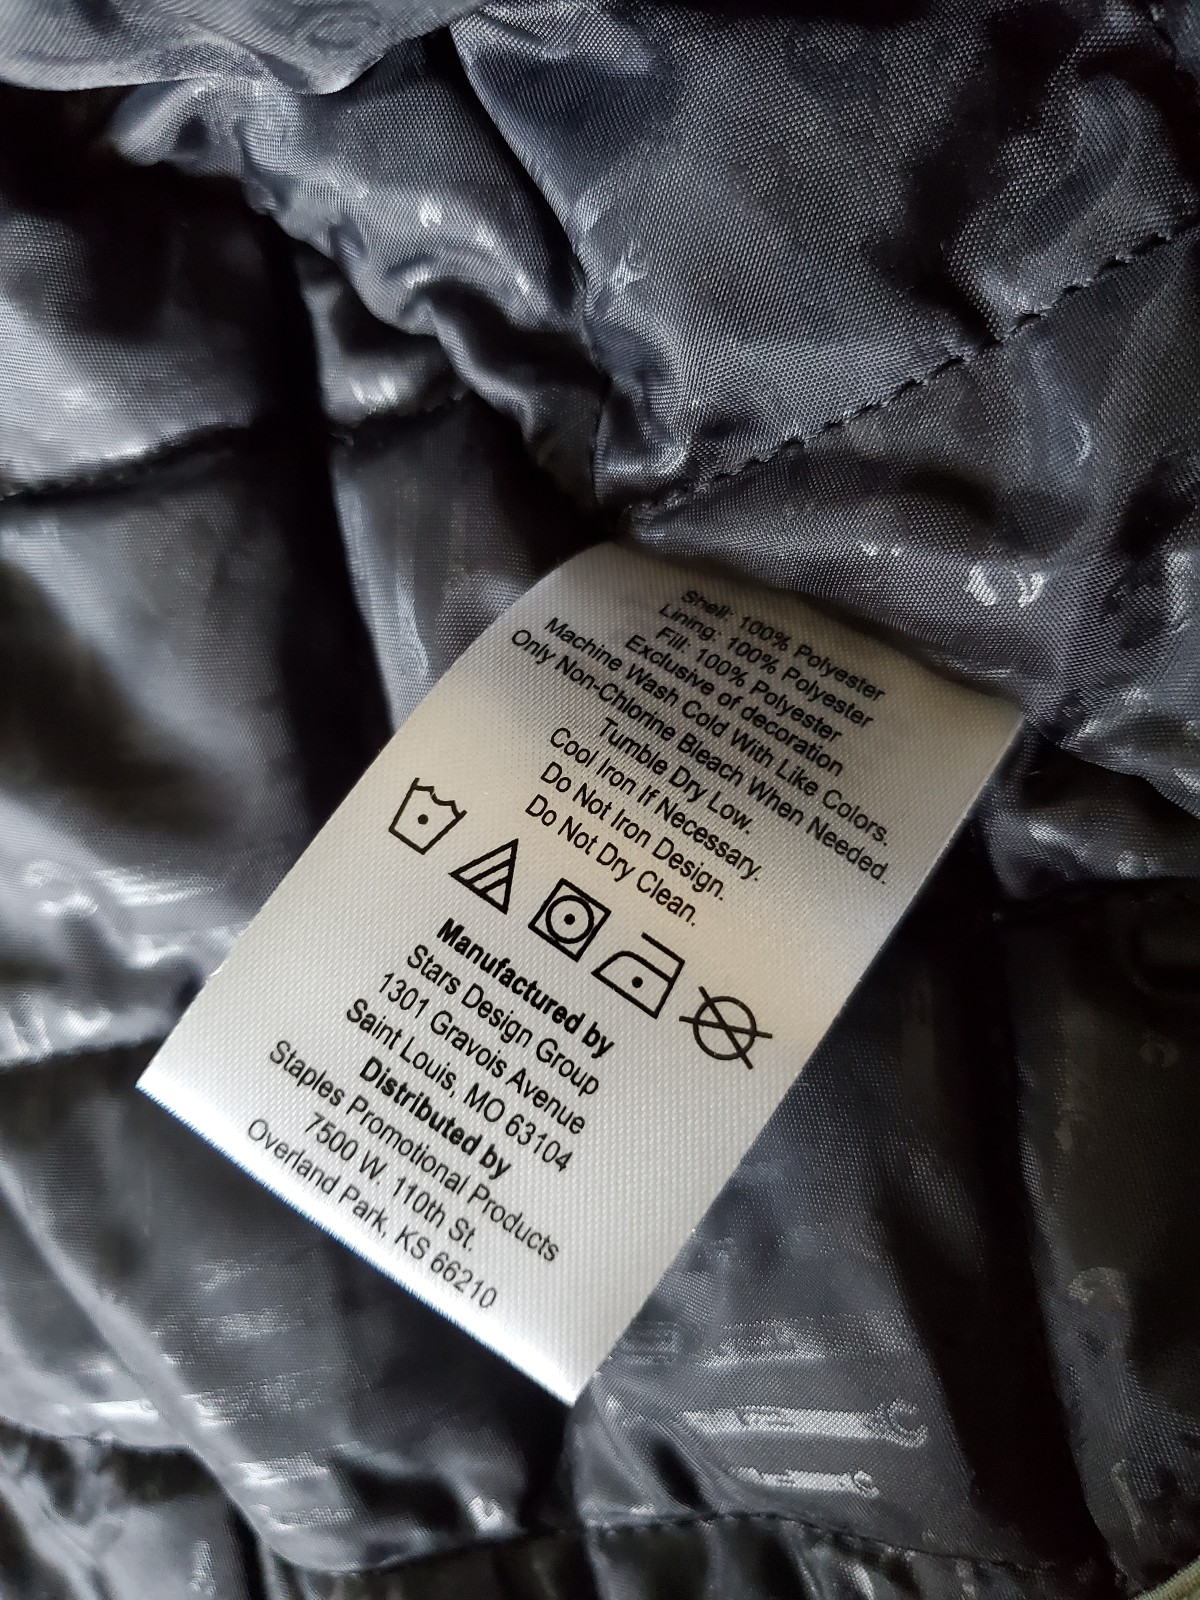 Shell: 100% Polyester
Lining: 100% Polyester
Fill: 100% Polyester
Exclusive of decoration
Machine Wash Cold With Like Colors.
Only Non-Chlorine Bleach When Needed.
Tumble Dry Low.
Cool Iron If Necessary.
Do Not Iron Design.
Do Not Dry Clean.
Manufactured by
Stars Design Group
1301 Gravois Avenue
Saint Louis, MO 63104
Distributed by
Staples Promotional Products
7500 W. 110th St.
Overland Park, KS 66210